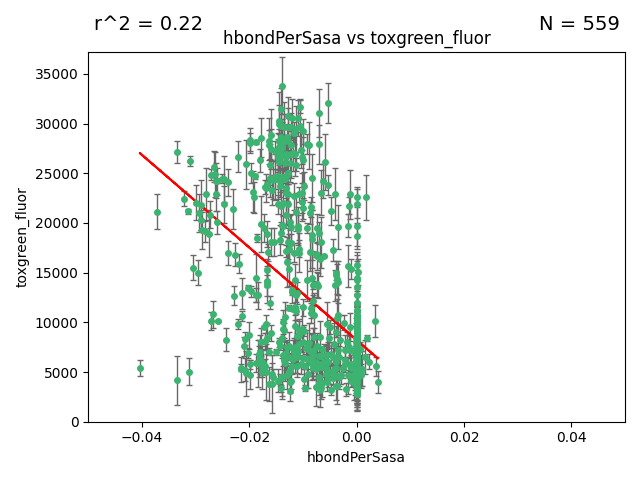 r^2 = 0.22
N = 559
hbondPerSasa vs toxgreen_fluor
35000
30000
25000
20000
15000
10000
5000
0
toxgreen_fluor
−0.04
−0.02
0.00
0.02
0.04
hbondPerSasa